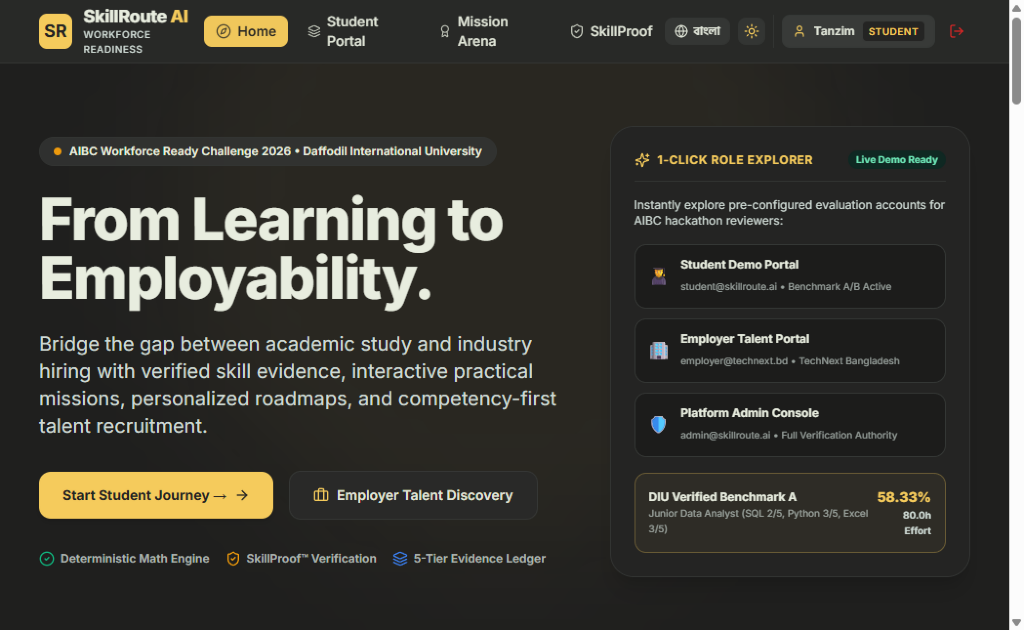 SR
SkillRoute AI
WORKFORCE
READINESS
Home
Student
Portal
Mission
Arena
SkillProof
বাংলা
Tanzim
STUDENT
AIBC Workforce Ready Challenge 2026 • Daffodil International University
From Learning to
Employability.
Bridge the gap between academic study and industry
hiring with verified skill evidence, interactive practical
missions, personalized roadmaps, and competency-first
talent recruitment.
Start Student Journey → →
Employer Talent Discovery
Deterministic Math Engine
SkillProof™ Verification
5-Tier Evidence Ledger
1-CLICK ROLE EXPLORER
Live Demo Ready
Instantly explore pre-configured evaluation accounts for
AIBC hackathon reviewers:
Student Demo Portal
student@skillroute.ai • Benchmark A/B Active
Employer Talent Portal
employer@technext.bd • TechNext Bangladesh
Platform Admin Console
admin@skillroute.ai • Full Verification Authority
DIU Verified Benchmark A
58.33%
Junior Data Analyst (SQL 2/5, Python 3/5, Excel
3/5)
80.0h
Effort